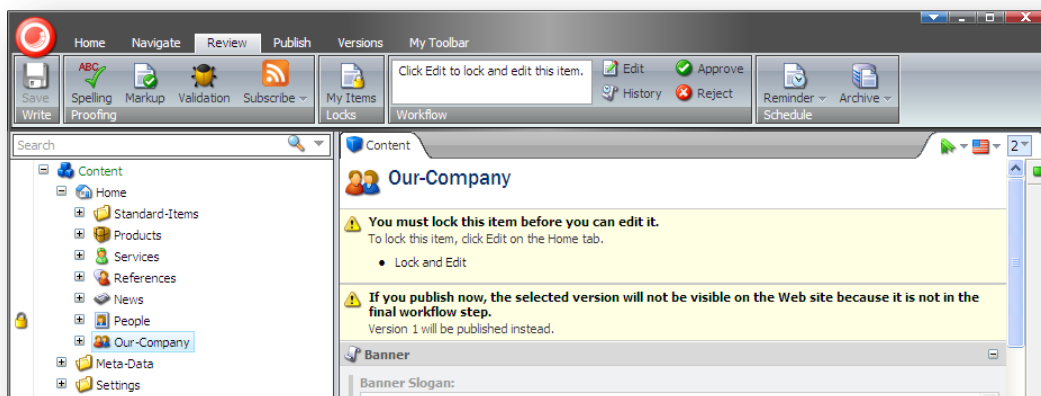 Home Navigate Review Publish Versions My Toolbar
Click Edit to lock and edit this item.
Edit Approve
History Reject
ABC
Save Spelling Markup Validation Subscribe My Items Reminder Archive
Write Proofing Locks Workflow Schedule
Search
Content
2
Content
Home
Standard-Items
Products
Services
References
News
People
Our-Company
Meta-Data
Settings
Our-Company
You must lock this item before you can edit it.
To lock this item, click Edit on the Home tab.
Lock and Edit
If you publish now, the selected version will not be visible on the Web site because it is not in the
final workflow step.
Version 1 will be published instead.
Banner
Banner Slogan: